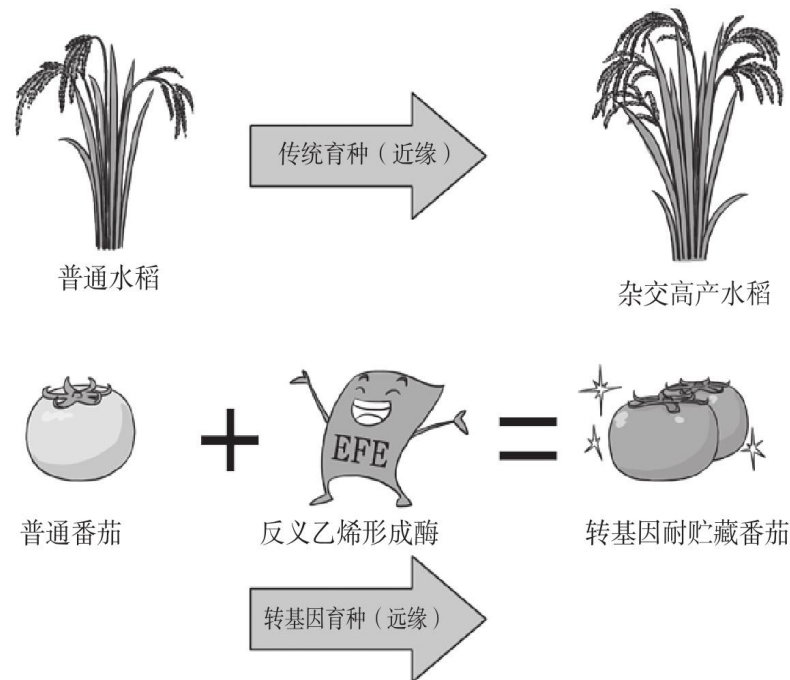 传统育种（近缘）
普通水稻
杂交高产水稻
EFE
普通番茄
反义乙烯形成酶
转基因耐贮藏番茄
转基因育种（远缘）